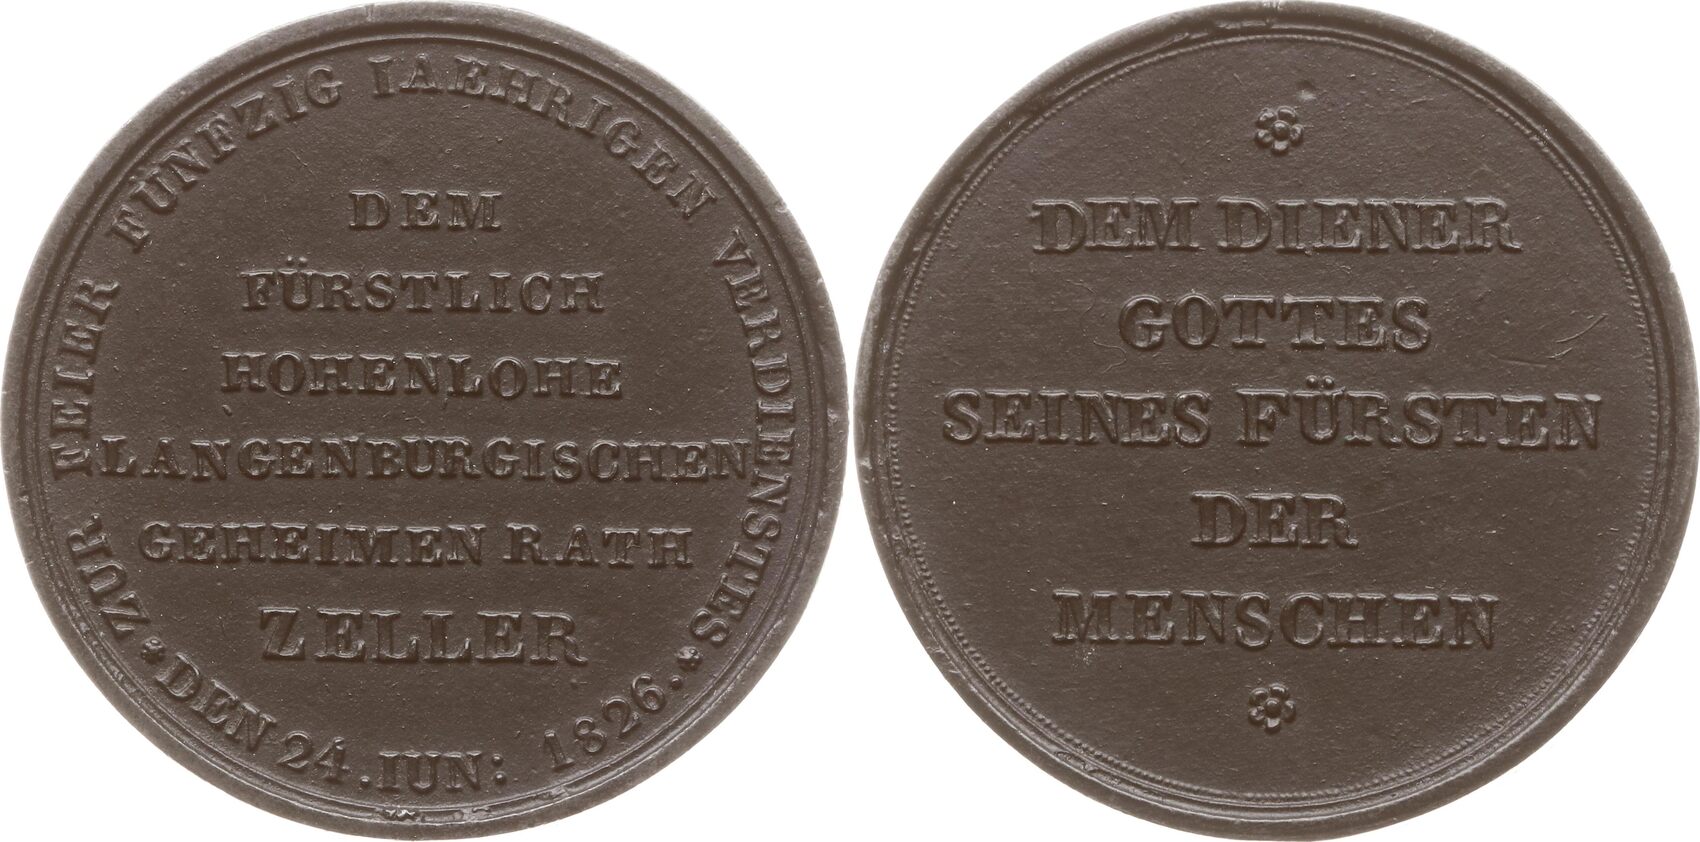 ZUR FEIER FÜNFZIG IAEHRIGEN VERDIENSTES
DEN 24. IUN: 1826.
DEM
FÜRSTLICH
HOHENLOHE
LANGENBURGISCHEN
GEHEIMEN RATH
ZELLER
DEM DIENER
GOTTES
SEINES FÜRSTEN
DER
MENSCHEN